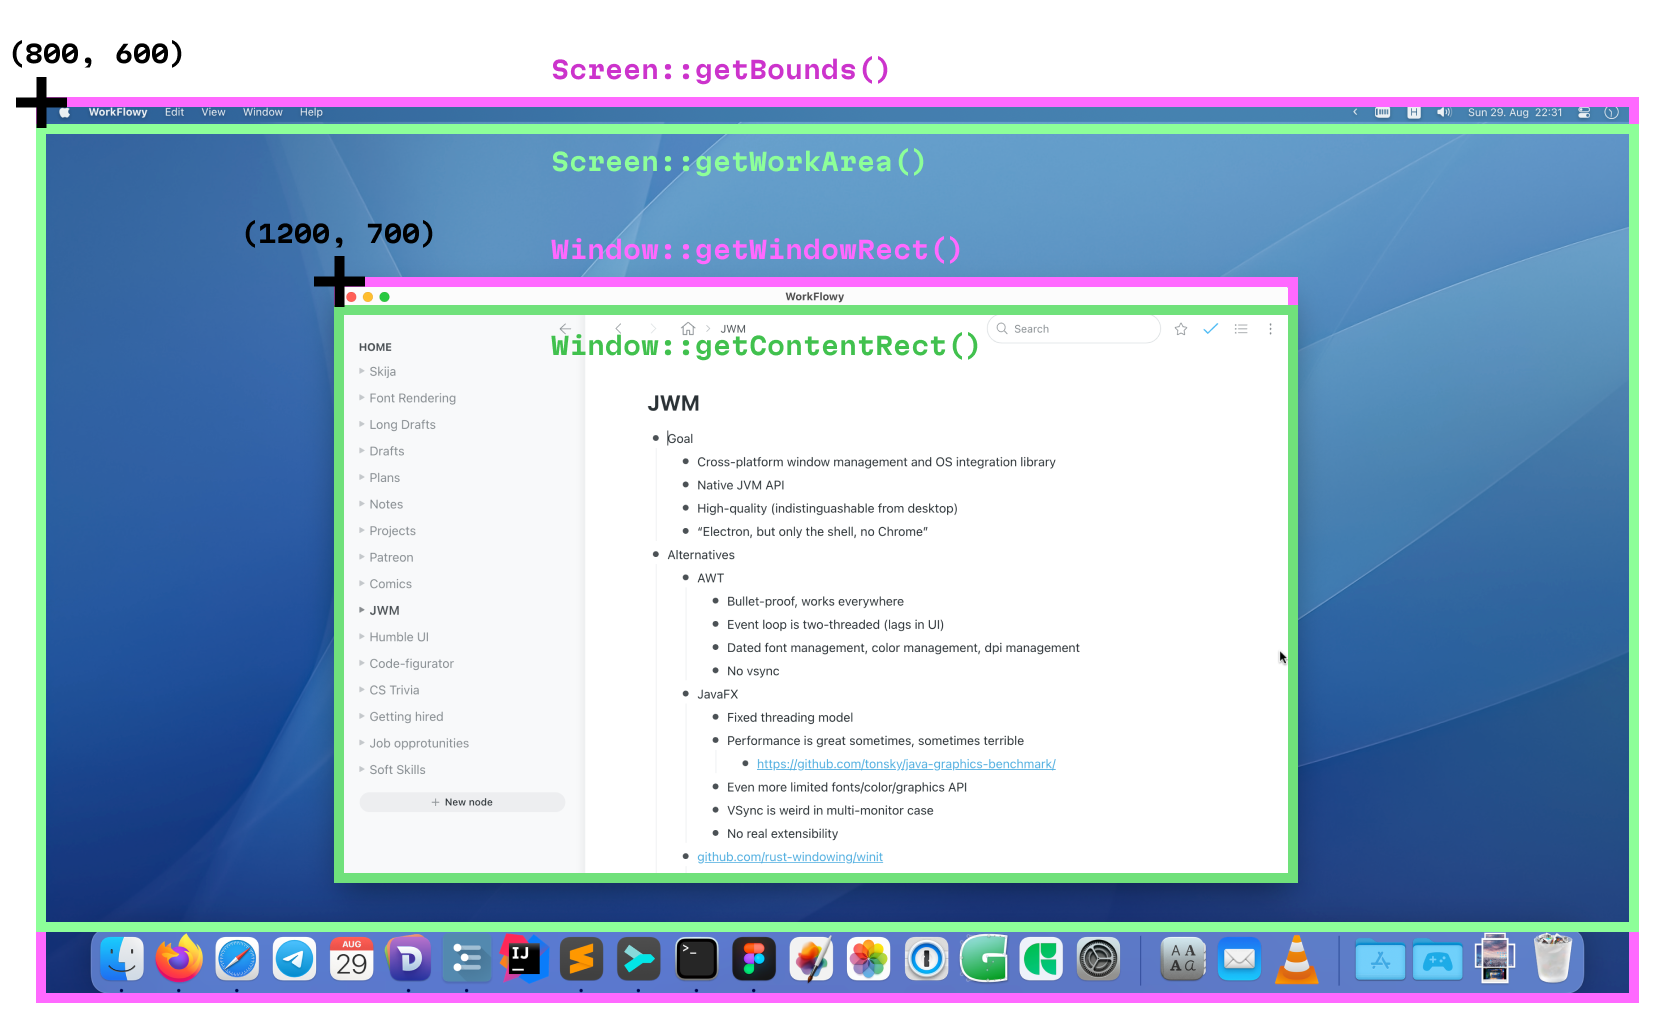 (800, 600)
Screen::getBounds()
WorkFlowy Edit View Window Help
H Sun 29. Aug 22:31
Screen::getWorkArea()
(1200, 700)
Window::getWindowRect()
WorkFlowy
JWM
Search
Window::getContentRect()
HOME
Skija
Font Rendering
Long Drafts
Drafts
Plans
Notes
Projects
Patreon
Comics
JWM
Humble UI
Code-figurator
CS Trivia
Getting hired
Job opprotunities
Soft Skills
+ New node
JWM
Goal
Cross-platform window management and OS integration library
Native JVM API
High-quality (indistinguashable from desktop)
“Electron, but only the shell, no Chrome”
Alternatives
AWT
Bullet-proof, works everywhere
Event loop is two-threaded (lags in UI)
Dated font management, color management, dpi management
No vsync
JavaFX
Fixed threading model
Performance is great sometimes, sometimes terrible
https://github.com/tonsky/java-graphics-benchmark/
Even more limited fonts/color/graphics API
VSync is weird in multi-monitor case
No real extensibility
github.com/rust-windowing/winit
AUG
29
D
IJ
>_
A A
A a